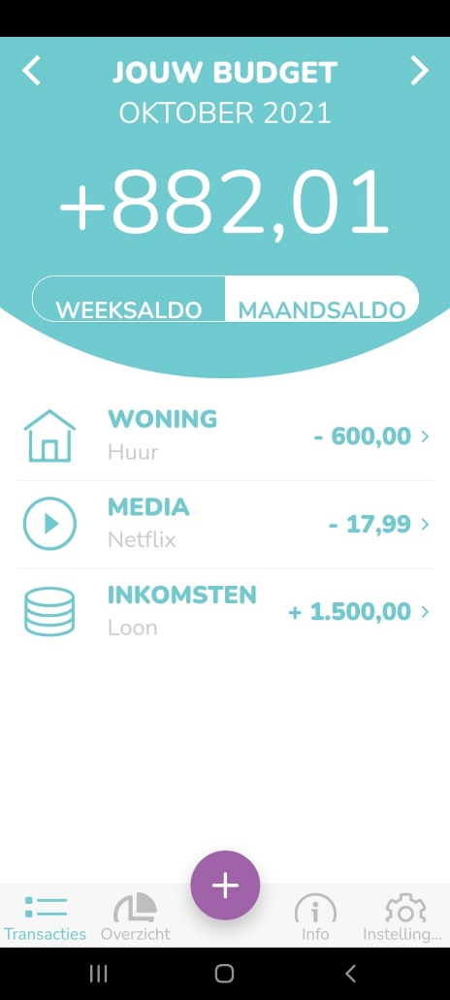 JOUW BUDGET
OKTOBER 2021
+882,01
WEEKSALDO MAANDSALDO
WONING
Huur
- 600,00
MEDIA
Netflix
- 17,99
INKOMSTEN
Loon
+ 1.500,00
Transacties Overzicht Info Instelling...